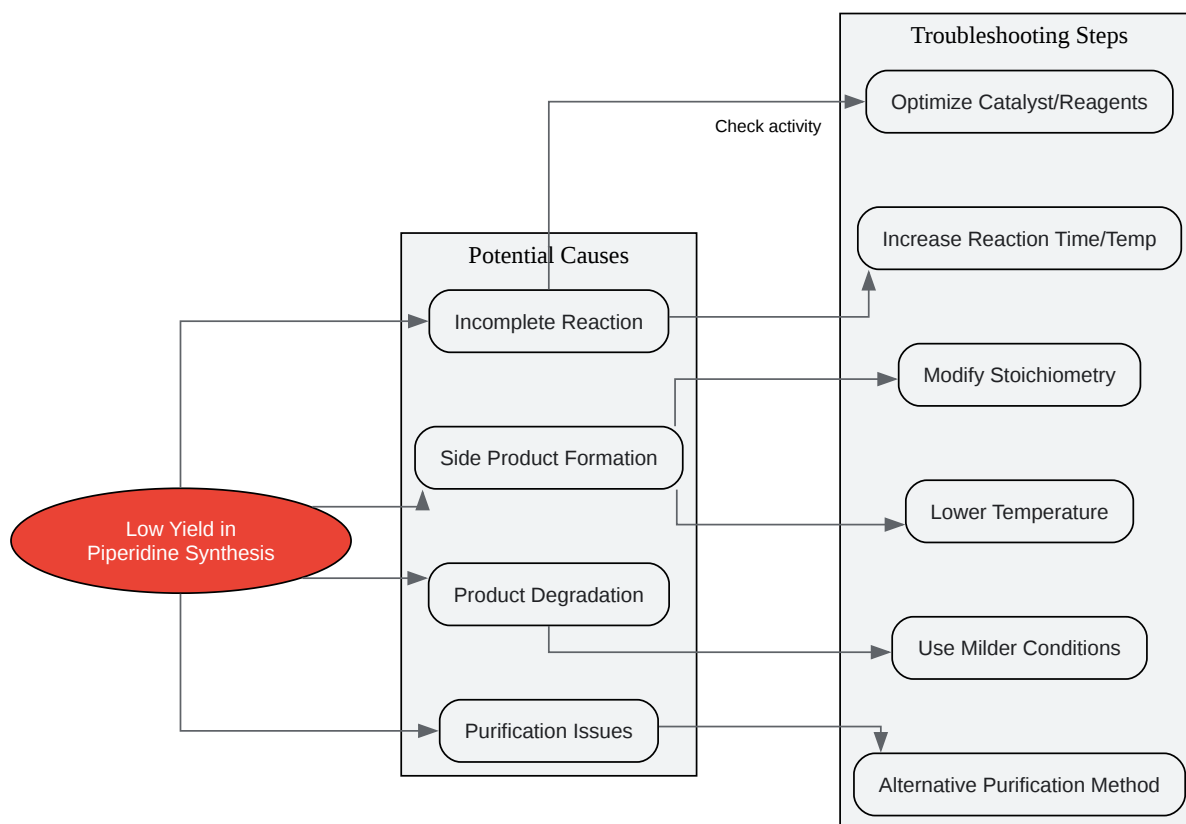 Troubleshooting Steps
Optimize Catalyst/Reagents
Check activity
Increase Reaction Time/Temp
Potential Causes
Incomplete Reaction
Modify Stoichiometry
Side Product Formation
Lower Temperature
Low Yield in
Piperidine Synthesis
Product Degradation
Use Milder Conditions
Purification Issues
Alternative Purification Method